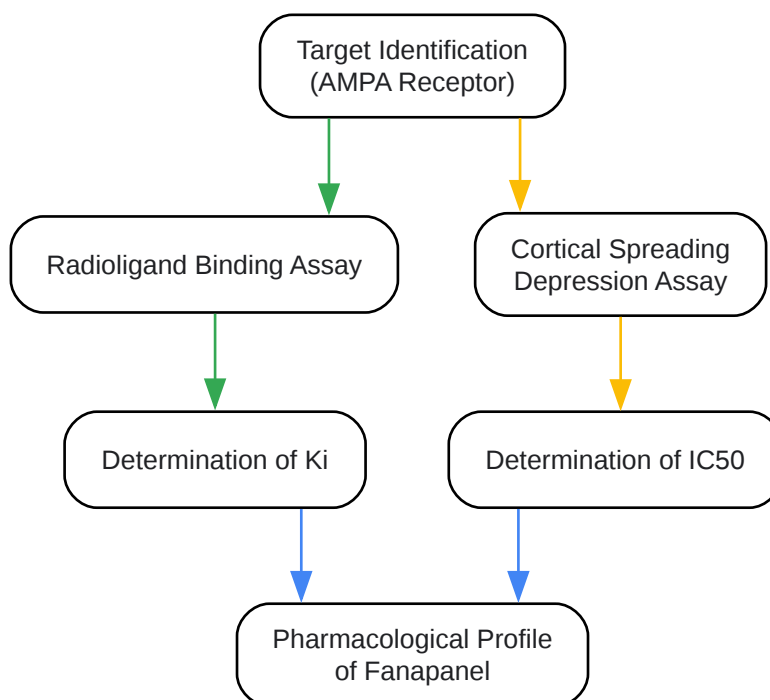 Target Identification
(AMPA Receptor)
Radioligand Binding Assay
Cortical Spreading
Depression Assay
Determination of Ki
Determination of IC50
Pharmacological Profile
of Fanapanel